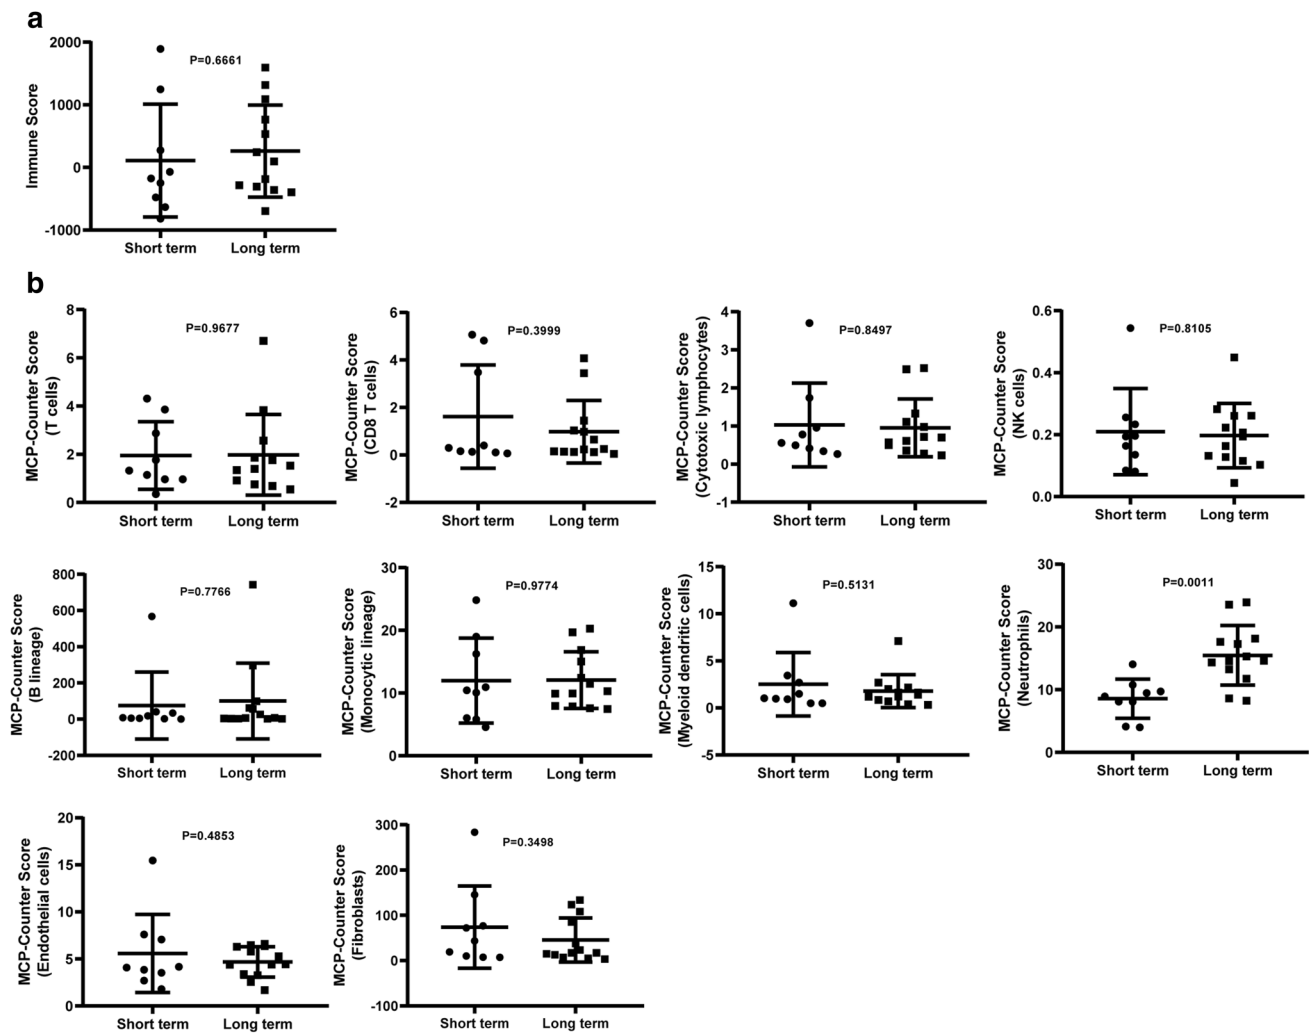 a
2000
1000
0
-1000
Immune Score
P=0.6661
Short term
Long term
b
8
6
4
2
0
MCP-Counter Score
(T cells)
P=0.9677
Short term
Long term
6
4
2
0
-2
MCP-Counter Score
(CD8 T cells)
P=0.3999
Short term
Long term
4
3
2
1
0
-1
MCP-Counter Score
(Cytotoxic lymphocytes)
P=0.8497
Short term
Long term
0.6
0.4
0.2
0.0
MCP-Counter Score
(NK cells)
P=0.8105
Short term
Long term
800
600
400
200
0
-200
MCP-Counter Score
(B lineage)
P=0.7766
Short term
Long term
30
20
10
0
MCP-Counter Score
(Monocytic lineage)
P=0.9774
Short term
Long term
15
10
5
0
-5
MCP-Counter Score
(Myeloid dendritic cells)
P=0.5131
Short term
Long term
30
20
10
0
MCP-Counter Score
(Neutrophils)
P=0.0011
Short term
Long term
20
15
10
5
0
MCP-Counter Score
(Endothelial cells)
P=0.4853
Short term
Long term
300
200
100
0
-100
MCP-Counter Score
(Fibroblasts)
P=0.3498
Short term
Long term